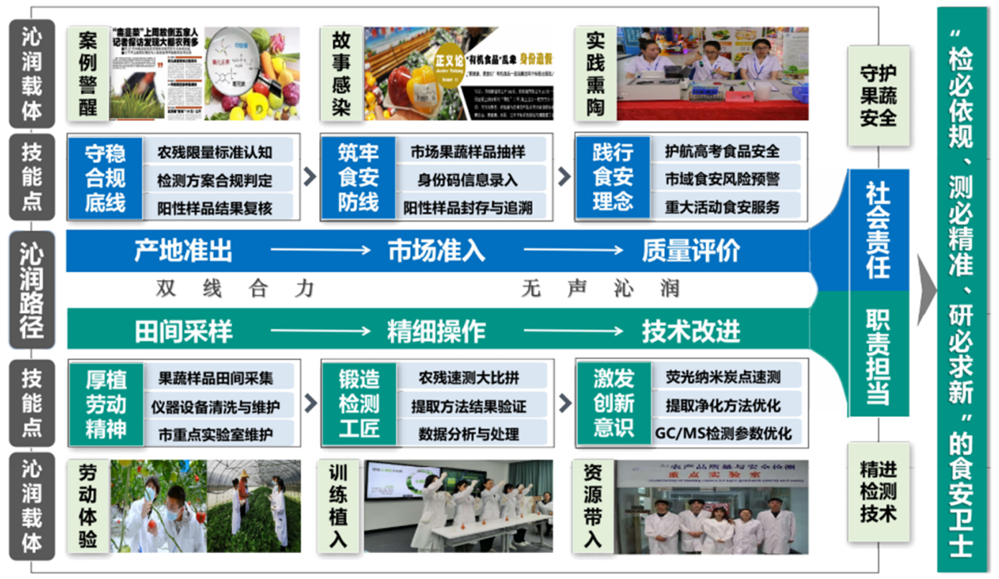 沁润载体
案例警醒
“毒韭菜”上周放倒五家人
记者探访发现大棚农残多
故事感染
正义论
"有机食品"乱象 身份造假
实践熏陶
守护
果蔬
安全
技能点
守稳
合规
底线
农残限量标准认知
检测方案合规判定
阳性样品结果复核
筑牢
食安
防线
市场果蔬样品抽样
身份码信息录入
阳性样品封存与追溯
践行
食安
理念
护航高考食品安全
市域食安风险预警
重大活动食安服务
沁润路径
产地准出
市场准入
质量评价
双线合力
无声沁润
田间采样
精细操作
技术改进
社会责任
职责担当
技能点
厚植
劳动
精神
果蔬样品田间采集
仪器设备清洗与维护
市重点实验室维护
锻造
检测
工匠
农残速测大比拼
提取方法结果验证
数据分析与处理
激发
创新
意识
荧光纳米炭点速测
提取净化方法优化
GC/MS检测参数优化
沁润载体
劳动体验
训练植入
资源带入
农产品质量与安全检测
重点实验室
精进
检测
技术
“检必依规、测必精准、研必求新”的食安卫士